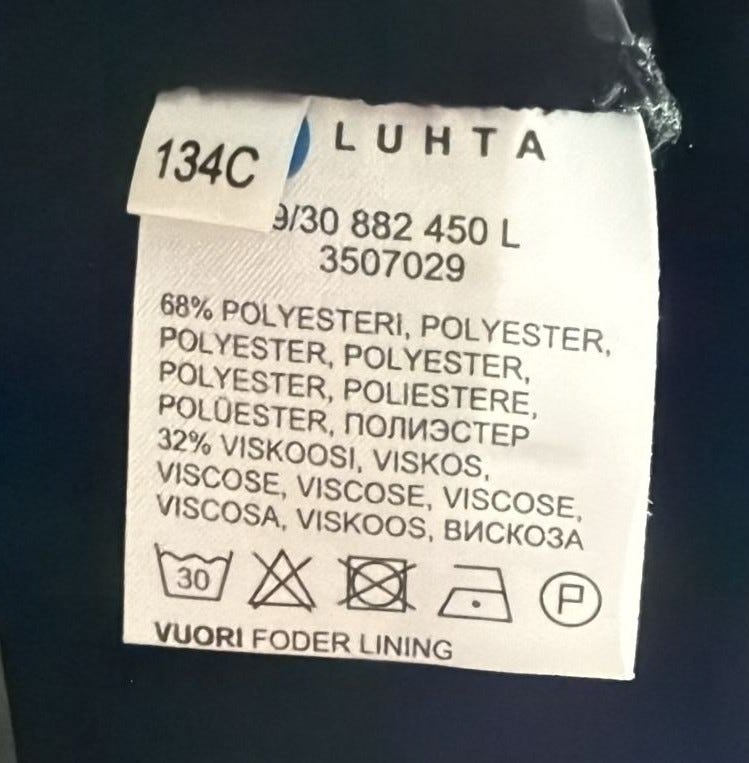 134C
LUHTA
9/30 882 450 L
3507029
68% POLYESTERI, POLYESTER,
POLYESTER, POLYESTER,
POLYESTER, POLIESTERE,
POLÜESTER, ПОЛИЭСТЕР
32% VISKOOSI, VISKOS,
VISCOSE, VISCOSE, VISCOSE,
VISCOSA, VISKOOS, ВИСКОЗА
30
P
VUORI FODER LINING